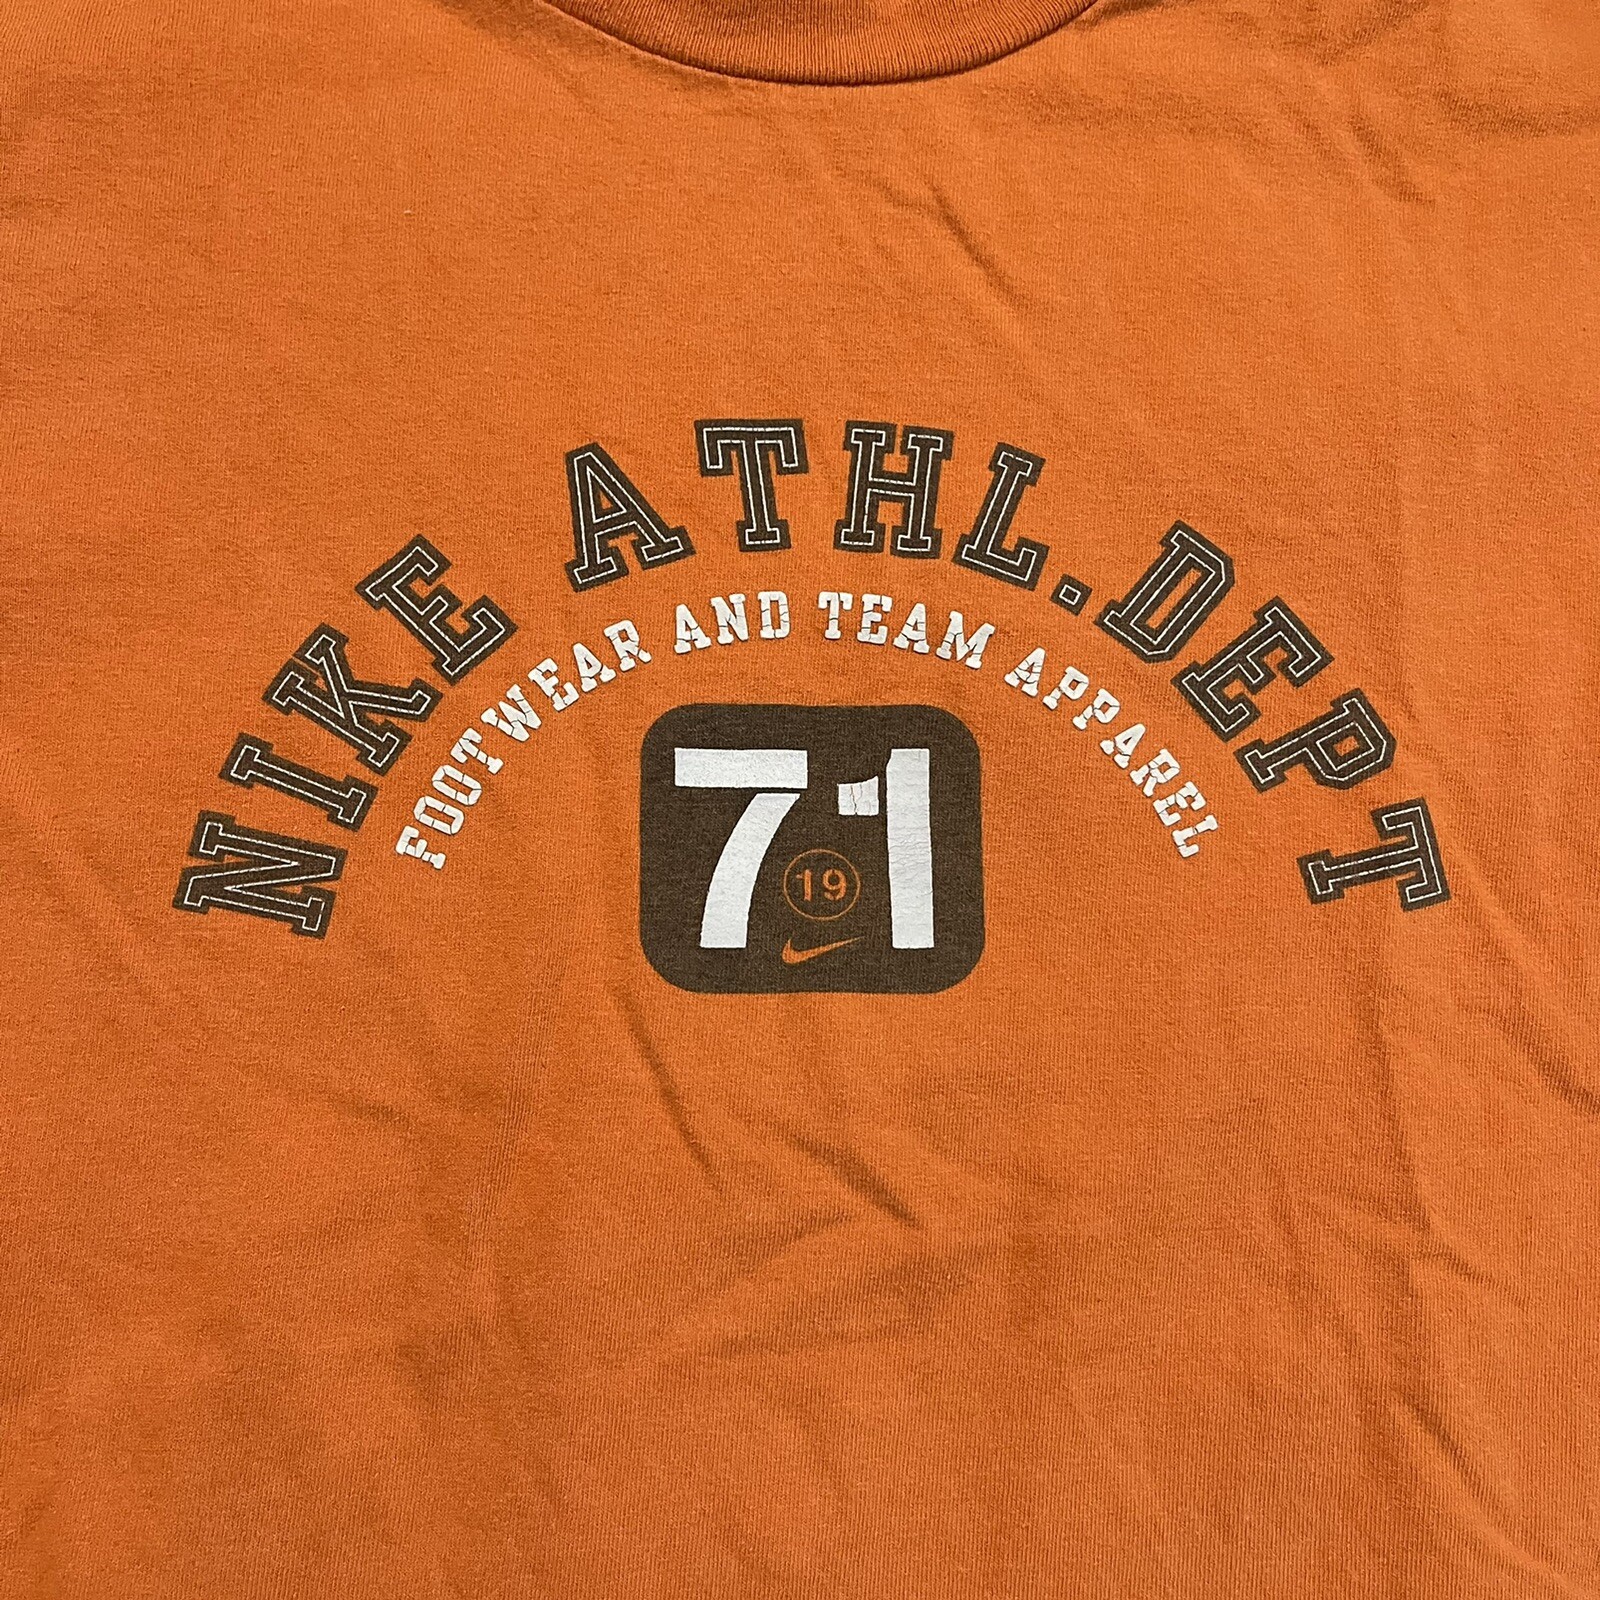 NIKE ATHL.DEPT
FOOTWEAR AND TEAM APPAREL
71
19